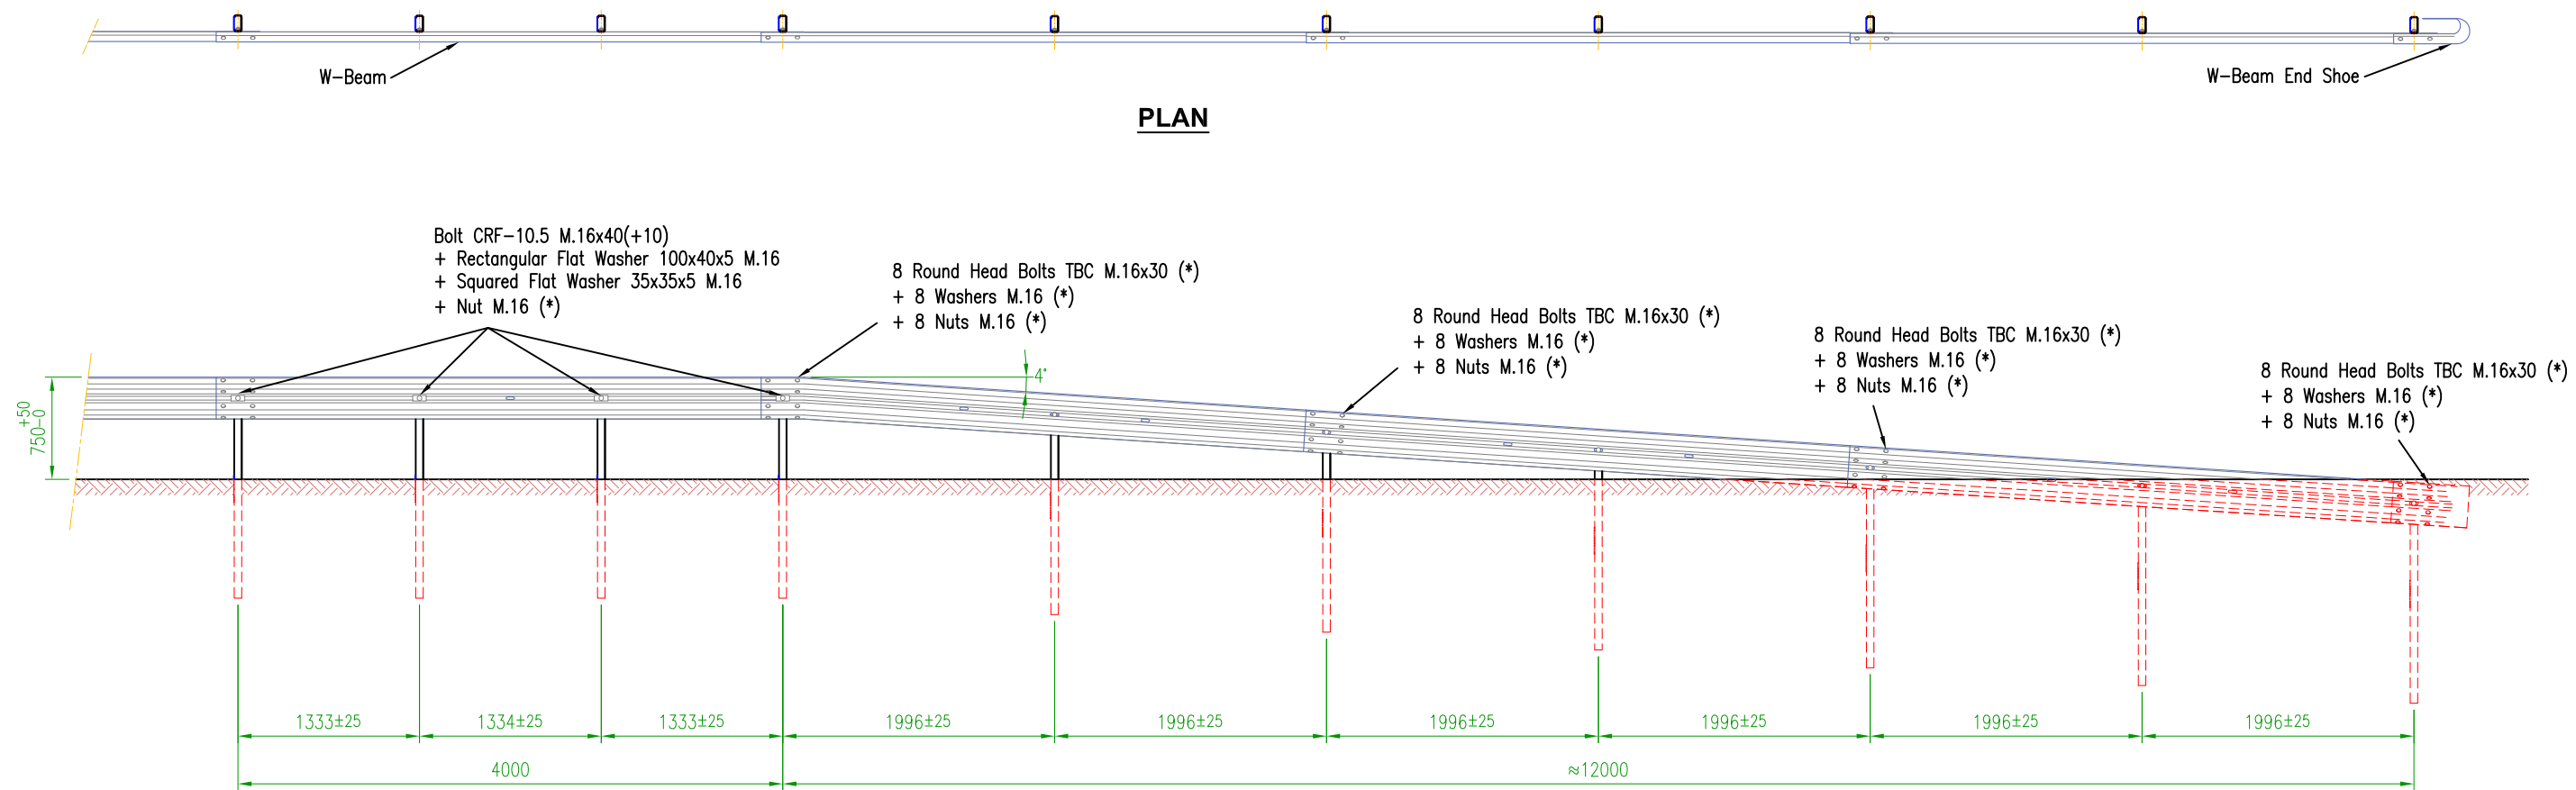 W-Beam
W-Beam End Shoe
PLAN
Bolt CRF-10.5 M.16x40(+10)
+ Rectangular Flat Washer 100x40x5 M.16
+ Squared Flat Washer 35x35x5 M.16
+ Nut M.16 (*)
8 Round Head Bolts TBC M.16x30 (*)
+ 8 Washers M.16 (*)
+ 8 Nuts M.16 (*)
8 Round Head Bolts TBC M.16x30 (*)
+ 8 Washers M.16 (*)
+ 8 Nuts M.16 (*)
8 Round Head Bolts TBC M.16x30 (*)
+ 8 Washers M.16 (*)
+ 8 Nuts M.16 (*)
8 Round Head Bolts TBC M.16x30 (*)
+ 8 Washers M.16 (*)
+ 8 Nuts M.16 (*)
4°
+50
750-0
1333±25
1334±25
1333±25
1996±25
1996±25
1996±25
1996±25
1996±25
1996±25
4000
≈12000